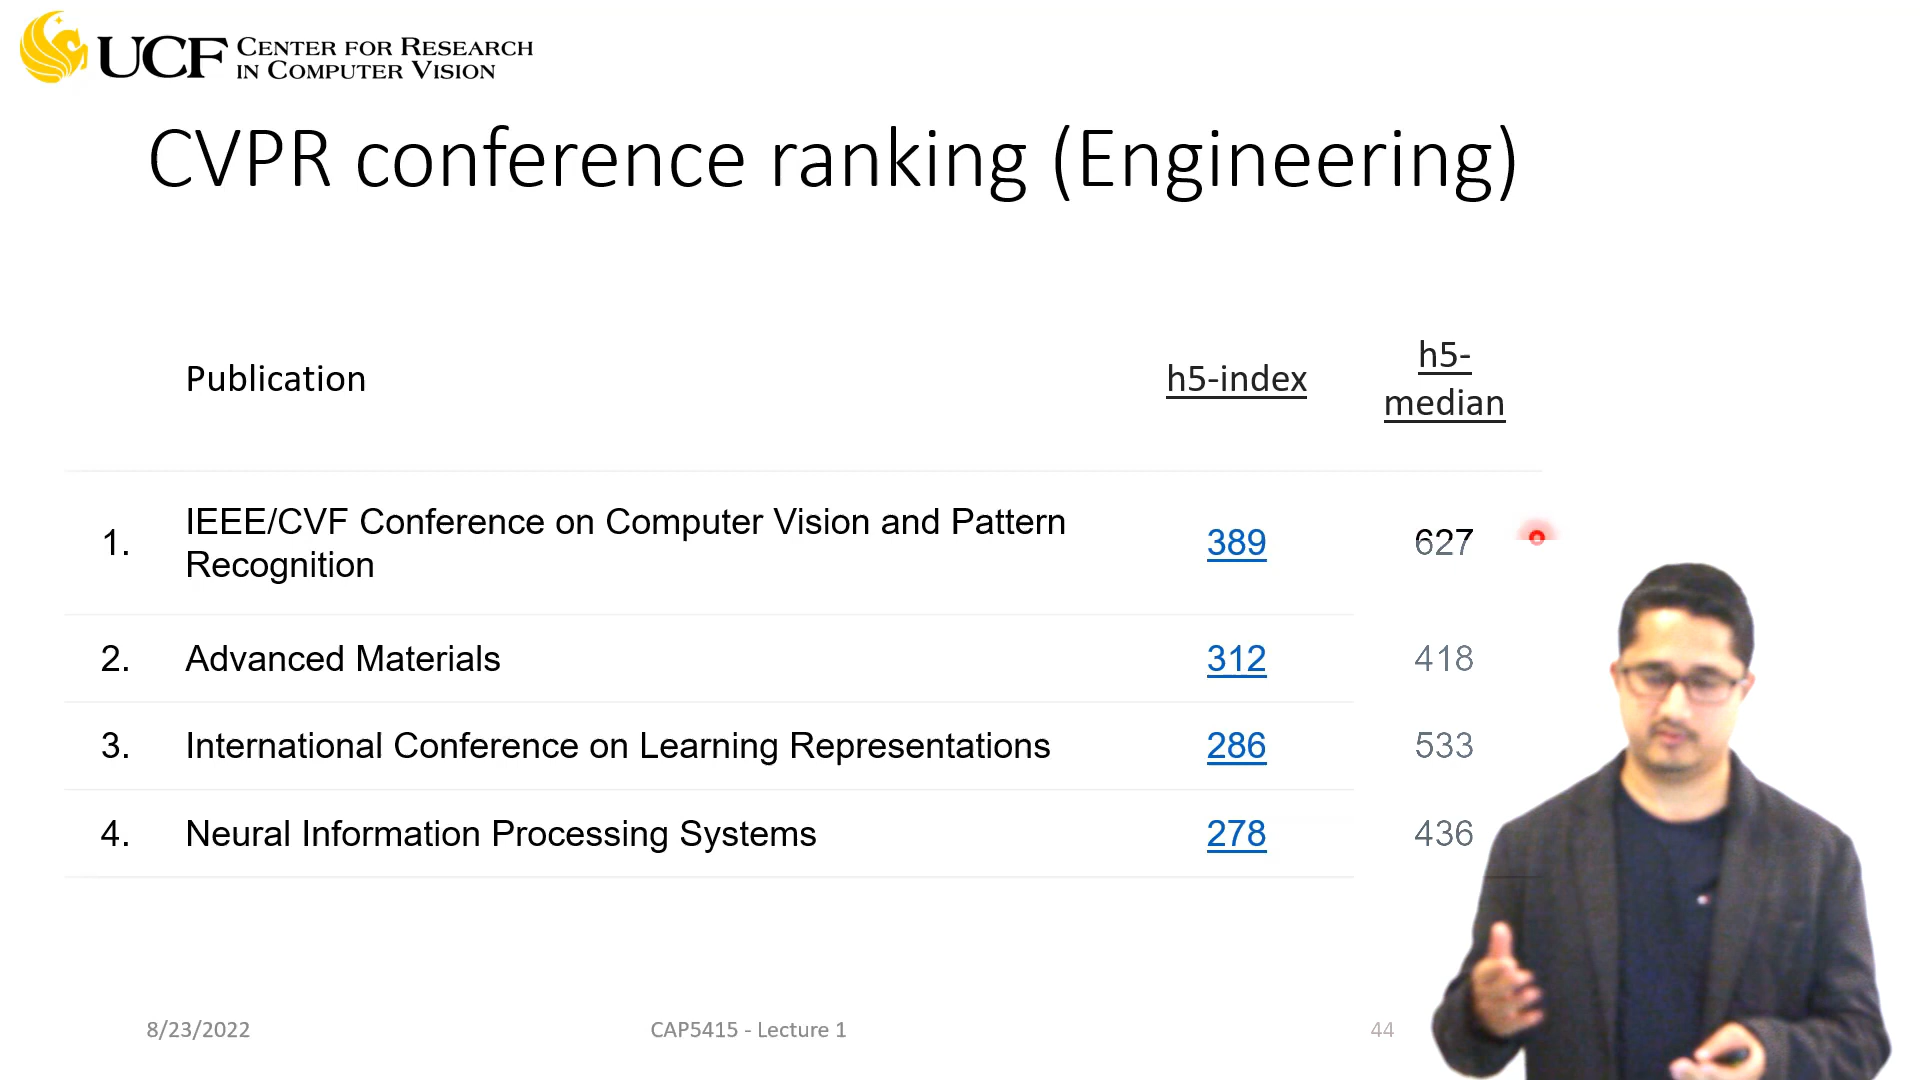 UCF CENTER FOR RESEARCH
IN COMPUTER VISION
CVPR conference ranking (Engineering)
Publication h5-index h5-
median
1. IEEE/CVF Conference on Computer Vision and Pattern
Recognition 389 627
2. Advanced Materials 312 418
3. International Conference on Learning Representations 286 533
4. Neural Information Processing Systems 278 436
8/23/2022 CAP5415 - Lecture 1 44